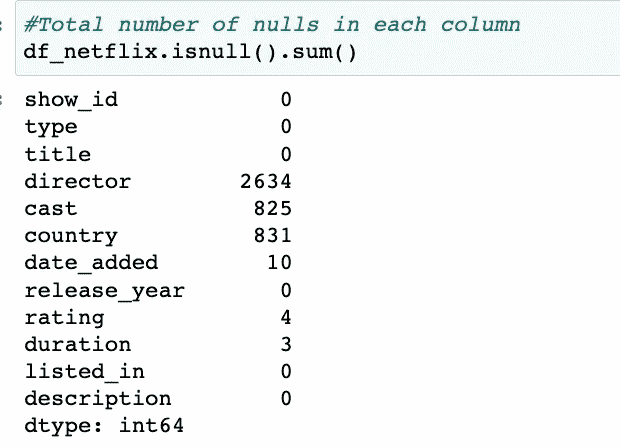 #Total number of nulls in each column
df_netflix.isnull().sum()
show_id 0
type 0
title 0
director 2634
cast 825
country 831
date_added 10
release_year 0
rating 4
duration 3
listed_in 0
description 0
dtype: int64